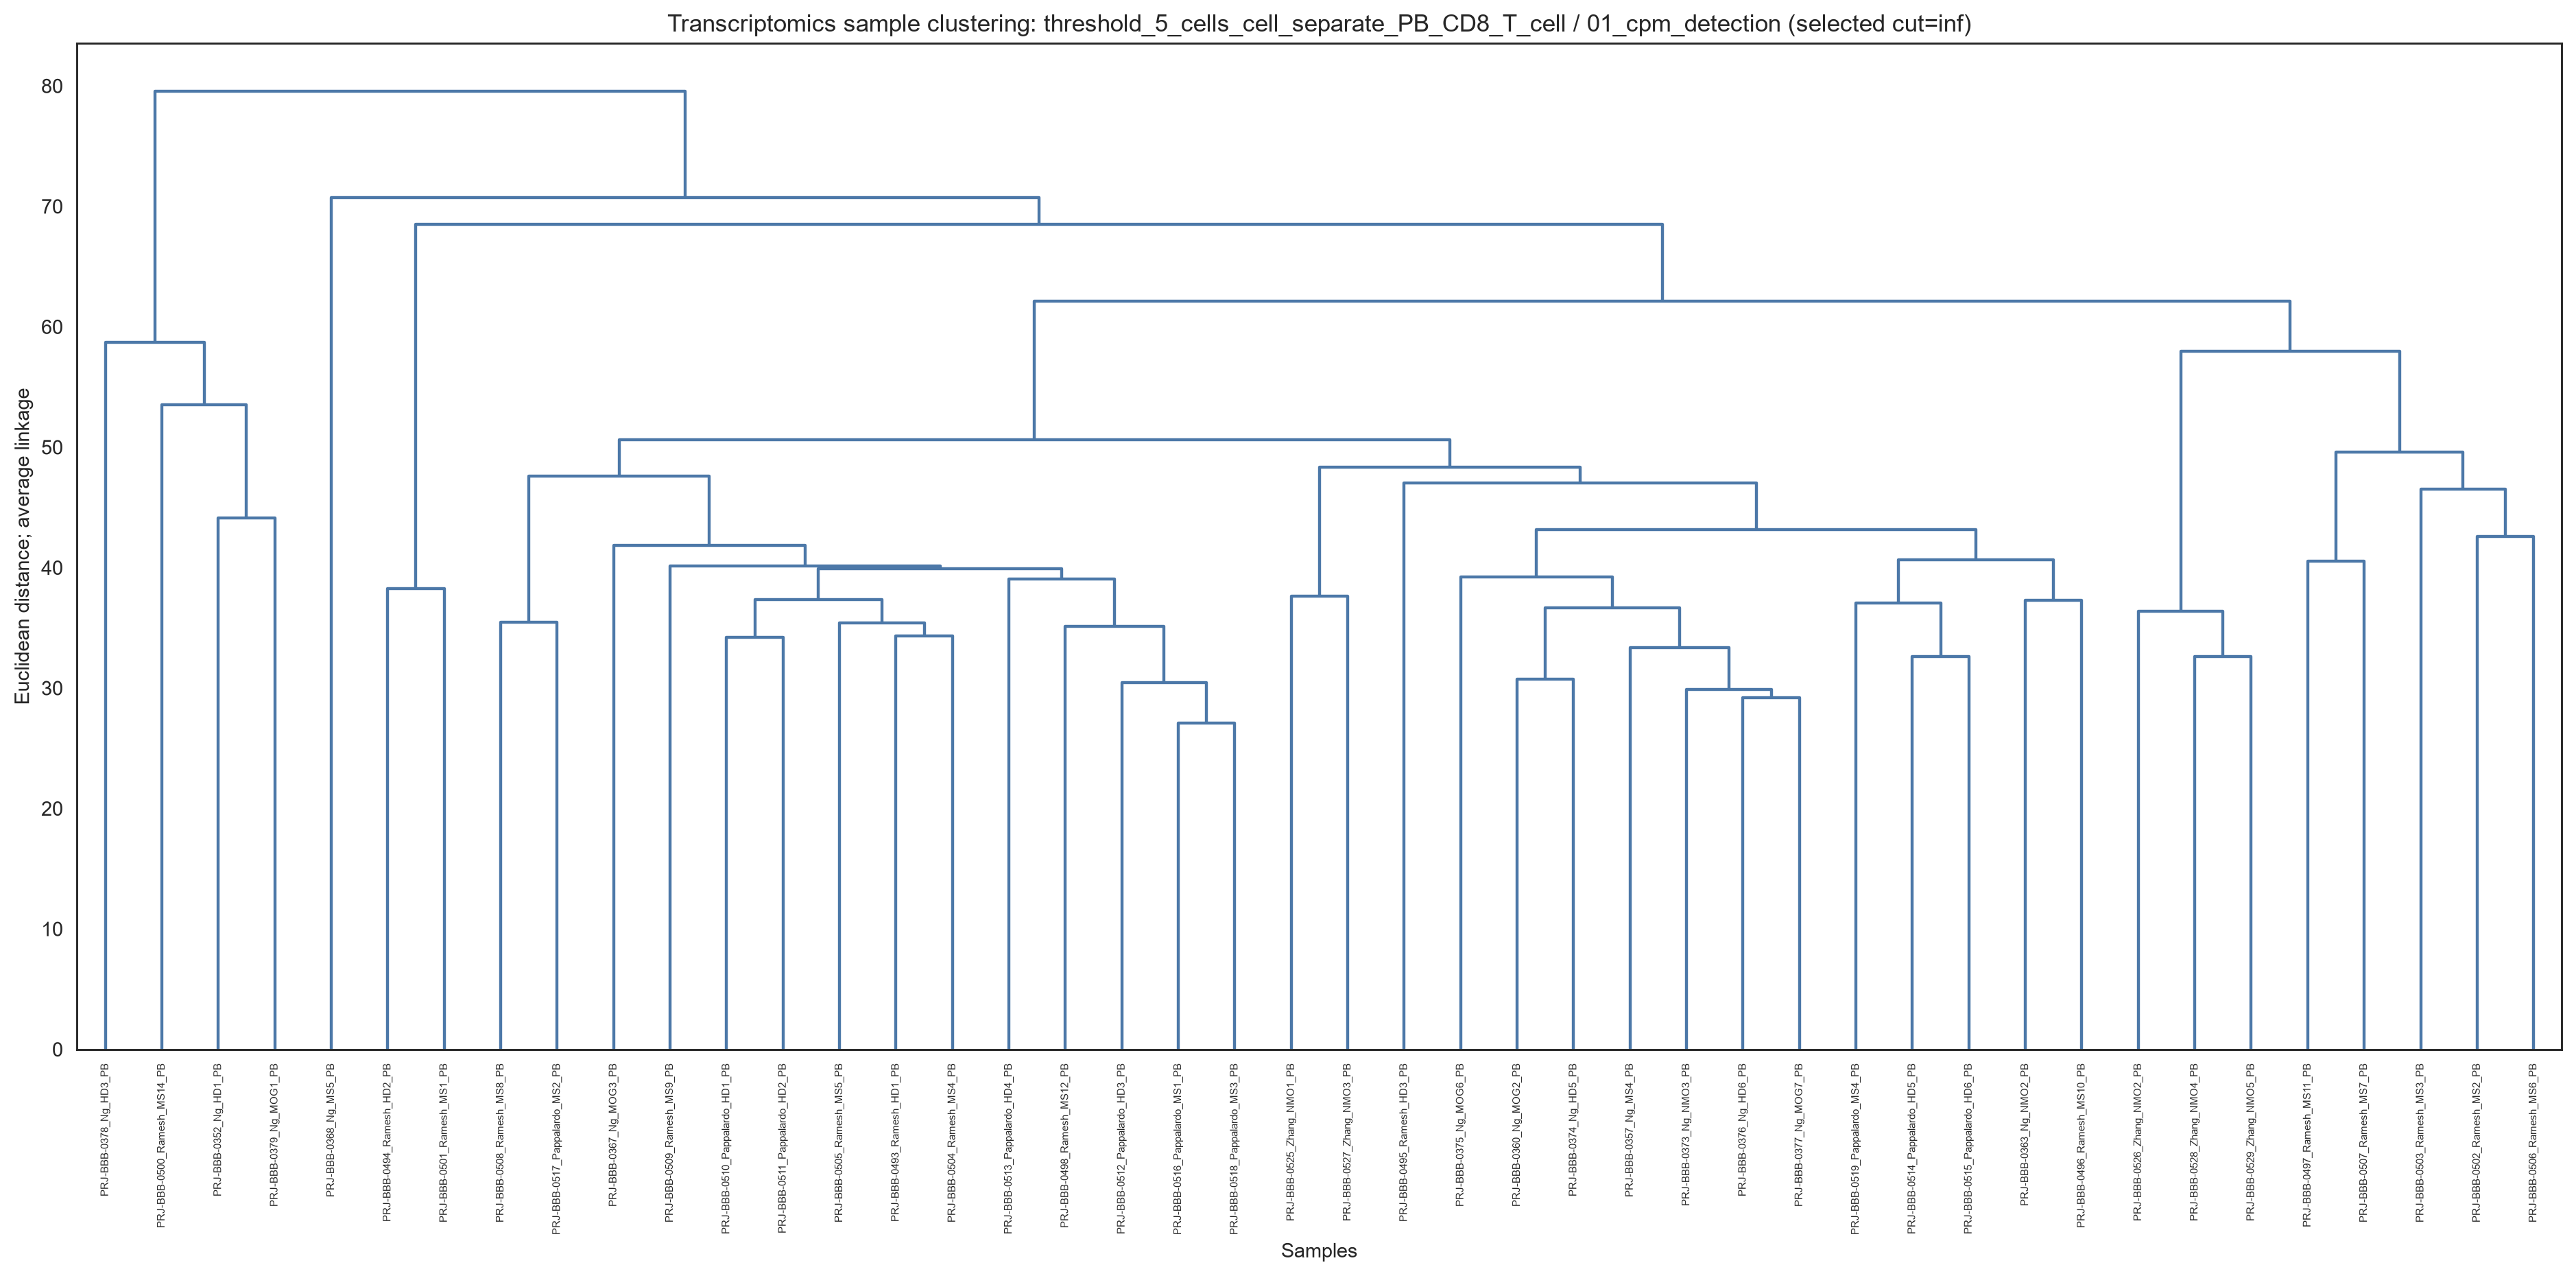 Transcriptomics sample clustering: threshold_5_cells_cell_separate_PB_CD8_T_cell / 01_cpm_detection (selected cut=inf)
Euclidean distance; average linkage
80
70
60
50
40
30
20
10
0
PRJ-BBB-0378_Ng_HD3_PB
PRJ-BBB-0500_Ramesh_MS14_PB
PRJ-BBB-0352_Ng_HD1_PB
PRJ-BBB-0379_Ng_MOG1_PB
PRJ-BBB-0368_Ng_MS5_PB
PRJ-BBB-0494_Ramesh_HD2_PB
PRJ-BBB-0501_Ramesh_MS1_PB
PRJ-BBB-0508_Ramesh_MS8_PB
PRJ-BBB-0517_Pappalardo_MS2_PB
PRJ-BBB-0367_Ng_MOG3_PB
PRJ-BBB-0509_Ramesh_MS9_PB
PRJ-BBB-0510_Pappalardo_HD1_PB
PRJ-BBB-0511_Pappalardo_HD2_PB
PRJ-BBB-0505_Ramesh_MS5_PB
PRJ-BBB-0493_Ramesh_HD1_PB
PRJ-BBB-0504_Ramesh_MS4_PB
PRJ-BBB-0513_Pappalardo_HD4_PB
PRJ-BBB-0498_Ramesh_MS12_PB
PRJ-BBB-0512_Pappalardo_HD3_PB
PRJ-BBB-0516_Pappalardo_MS1_PB
PRJ-BBB-0518_Pappalardo_MS3_PB
PRJ-BBB-0525_Zhang_NMO1_PB
PRJ-BBB-0527_Zhang_NMO3_PB
PRJ-BBB-0495_Ramesh_HD3_PB
PRJ-BBB-0375_Ng_MOG6_PB
PRJ-BBB-0360_Ng_MOG2_PB
PRJ-BBB-0374_Ng_HD5_PB
PRJ-BBB-0357_Ng_MS4_PB
PRJ-BBB-0373_Ng_NMO3_PB
PRJ-BBB-0376_Ng_HD6_PB
PRJ-BBB-0377_Ng_MOG7_PB
PRJ-BBB-0519_Pappalardo_MS4_PB
PRJ-BBB-0514_Pappalardo_HD5_PB
PRJ-BBB-0515_Pappalardo_HD6_PB
PRJ-BBB-0363_Ng_NMO2_PB
PRJ-BBB-0496_Ramesh_MS10_PB
PRJ-BBB-0526_Zhang_NMO2_PB
PRJ-BBB-0528_Zhang_NMO4_PB
PRJ-BBB-0529_Zhang_NMO5_PB
PRJ-BBB-0497_Ramesh_MS11_PB
PRJ-BBB-0507_Ramesh_MS7_PB
PRJ-BBB-0503_Ramesh_MS3_PB
PRJ-BBB-0502_Ramesh_MS2_PB
PRJ-BBB-0506_Ramesh_MS6_PB
Samples